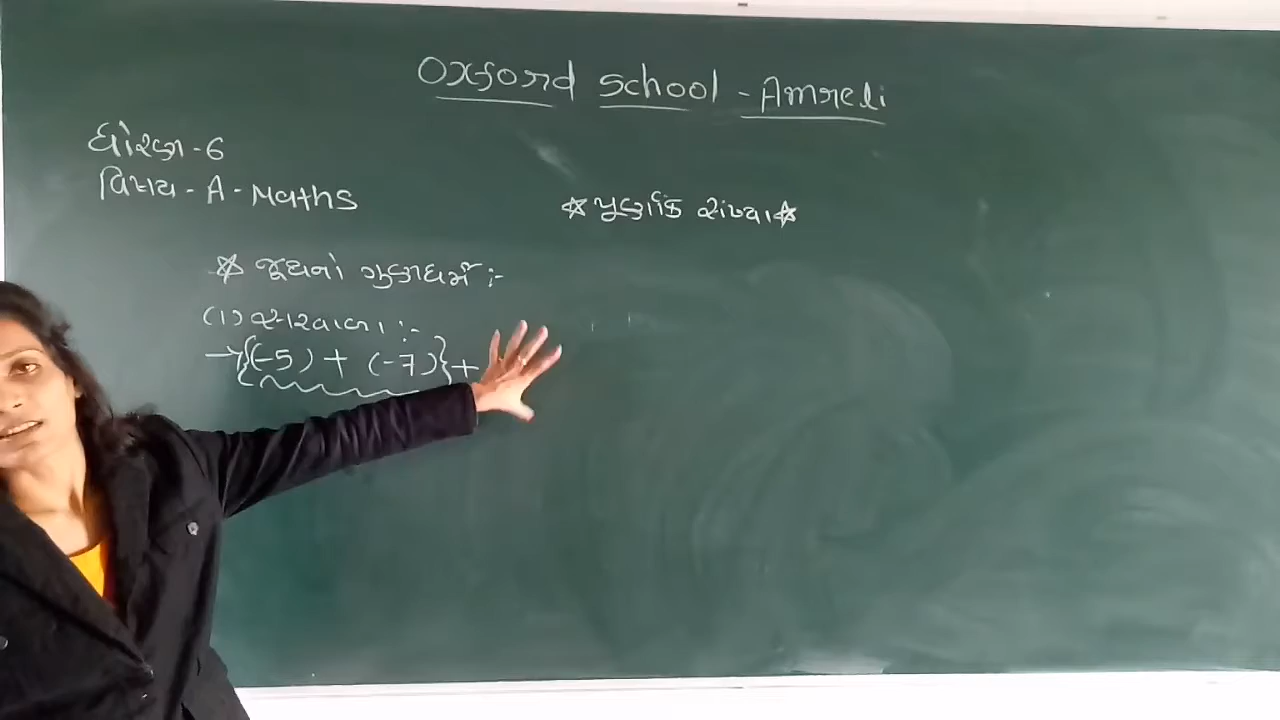 Oxford School - Amreli
ધોરણ - 6
વિષય - A - Maths
☆ પુર્ણાંક સંખ્યા ☆
☆ જૂથનો ગુણધર્મ :-
(1) સરવાળા :-
→ {(-5) + (-7)} +